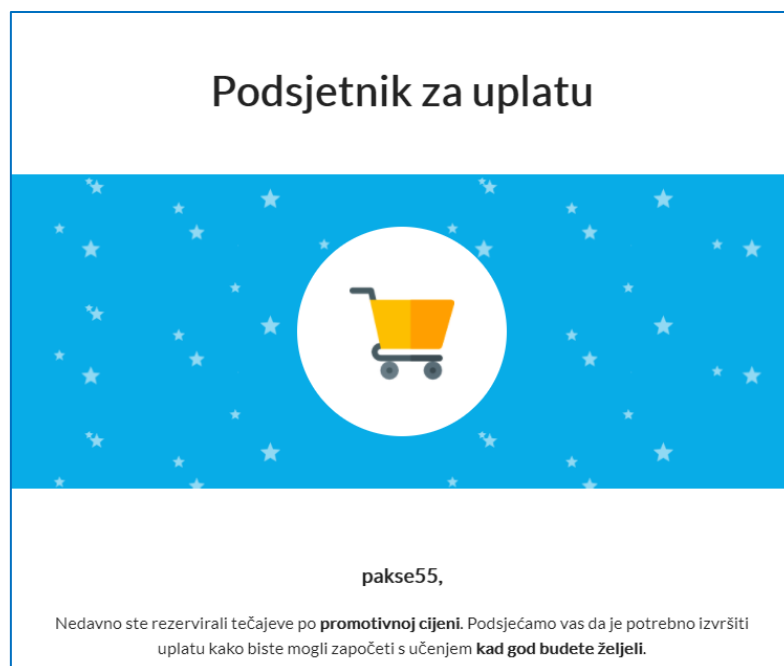 Podsjetnik za uplatu
pakse55,
Nedavno ste rezervirali tečajeve po promotivnoj cijeni. Podsjećamo vas da je potrebno izvršiti
uplatu kako biste mogli započeti s učenjem kad god budete željeli.